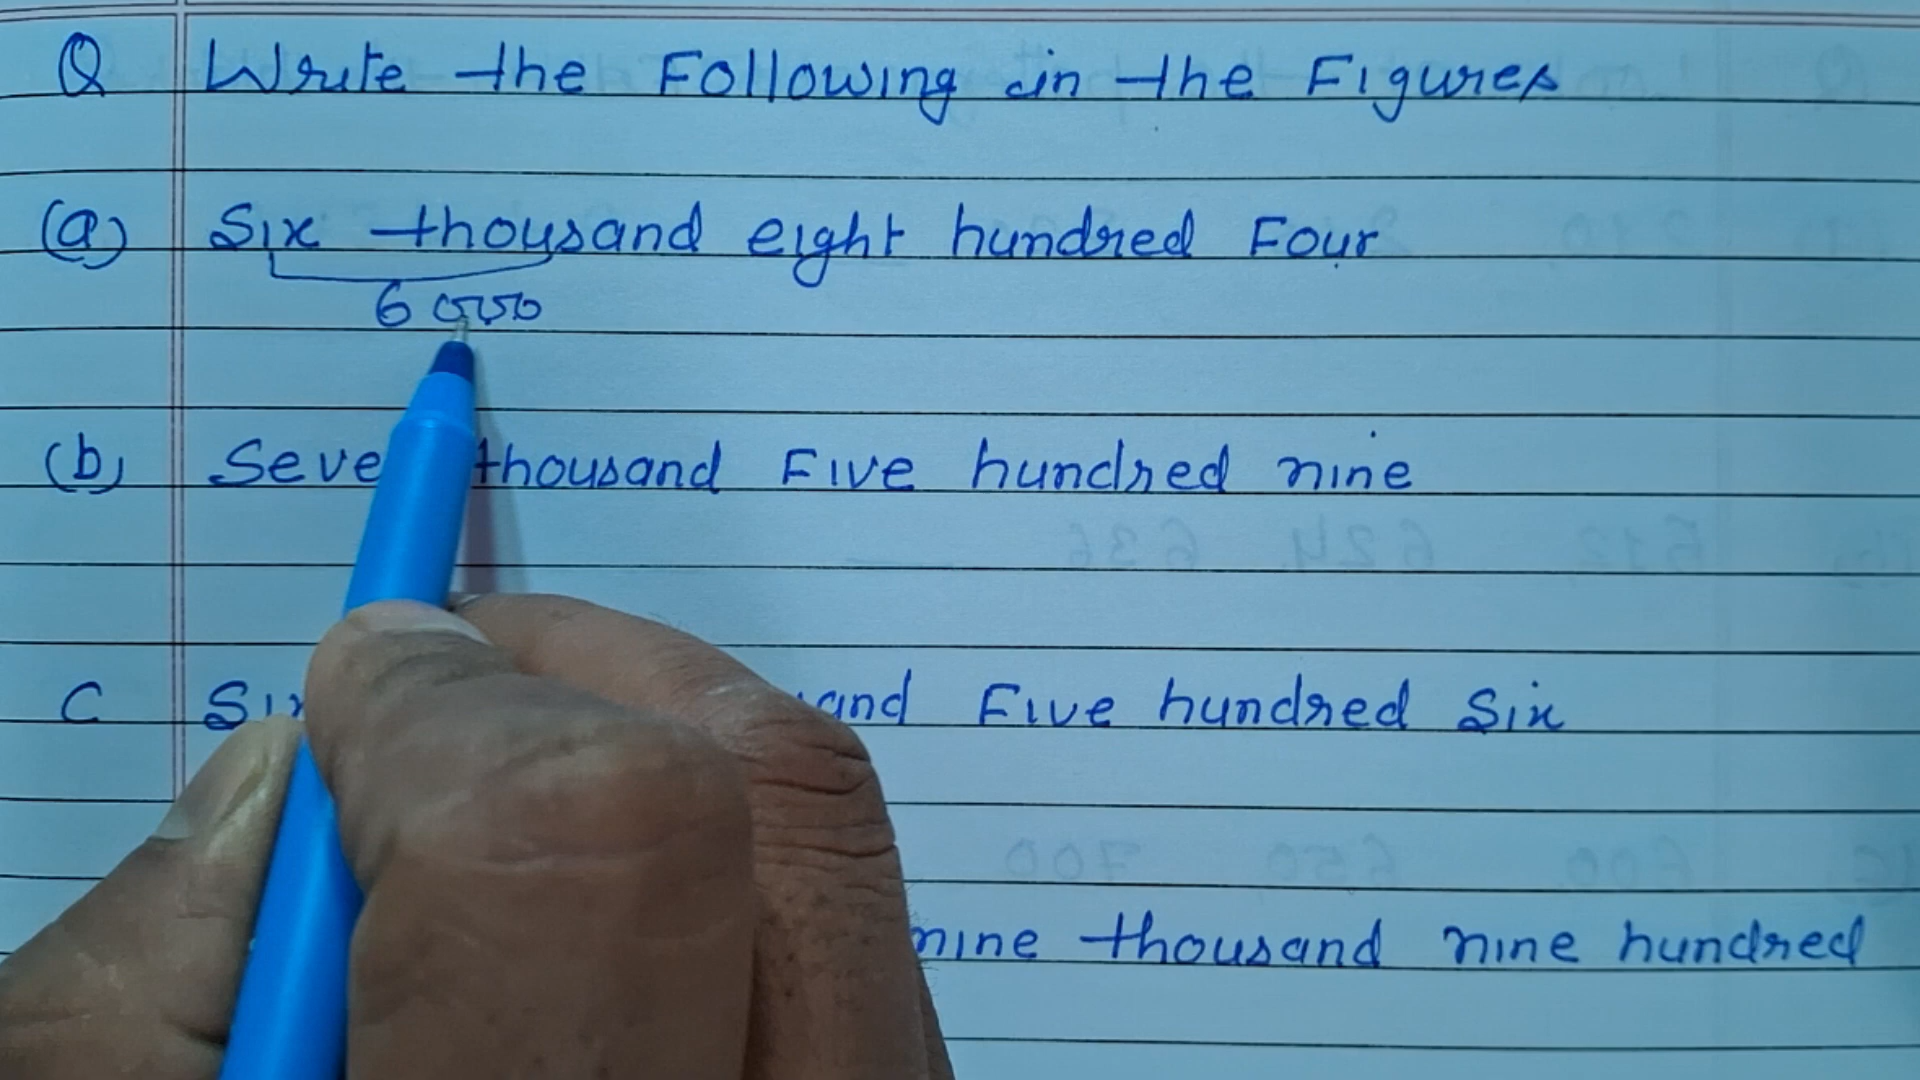 Q Write the Following in the Figures
(a) Six thousand eight hundred Four
6000
(b) Seve thousand Five hundred nine
C and Five hundred Six
nine thousand nine hundred